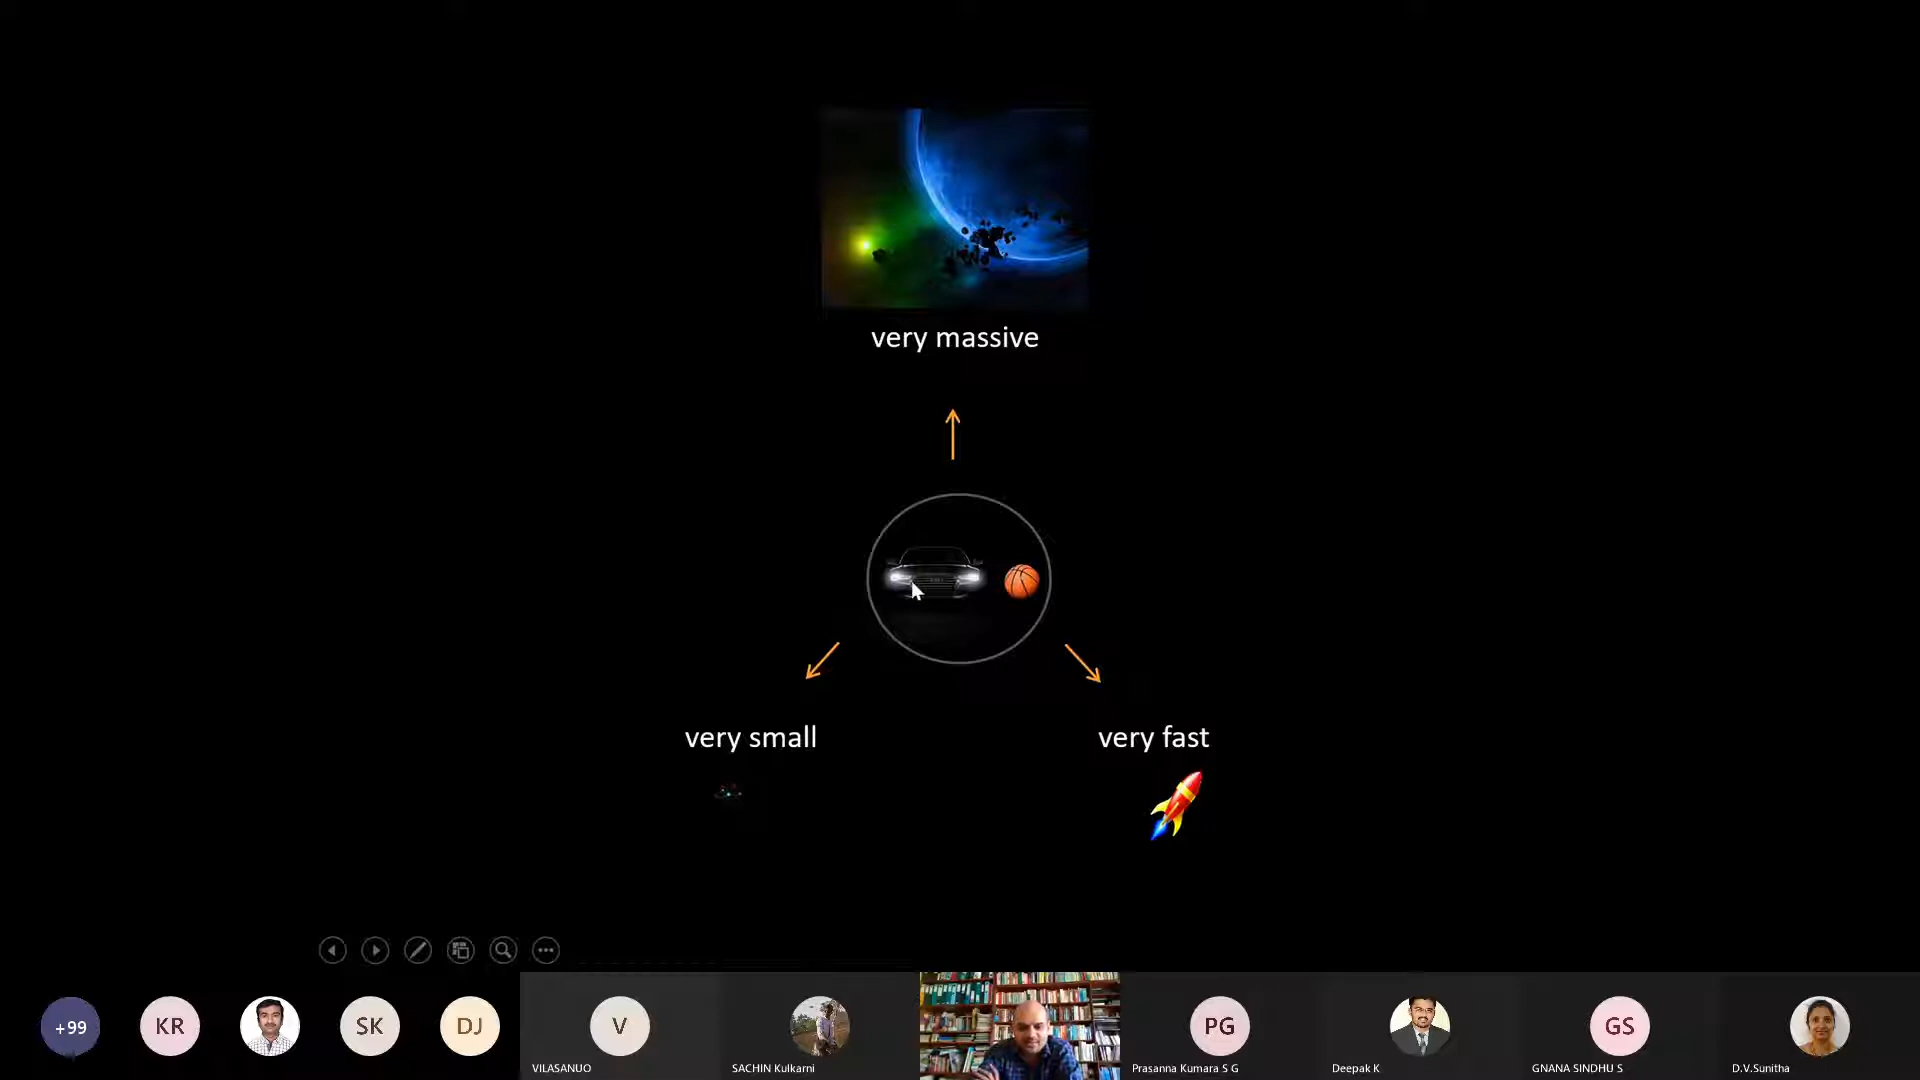 very massive
very small
very fast
+99
KR
SK
DJ
V
PG
GS
VILASANUO
SACHIN Kulkarni
Prasanna Kumara S G
Deepak K
GNANA SINDHU S
D.V.Sunitha